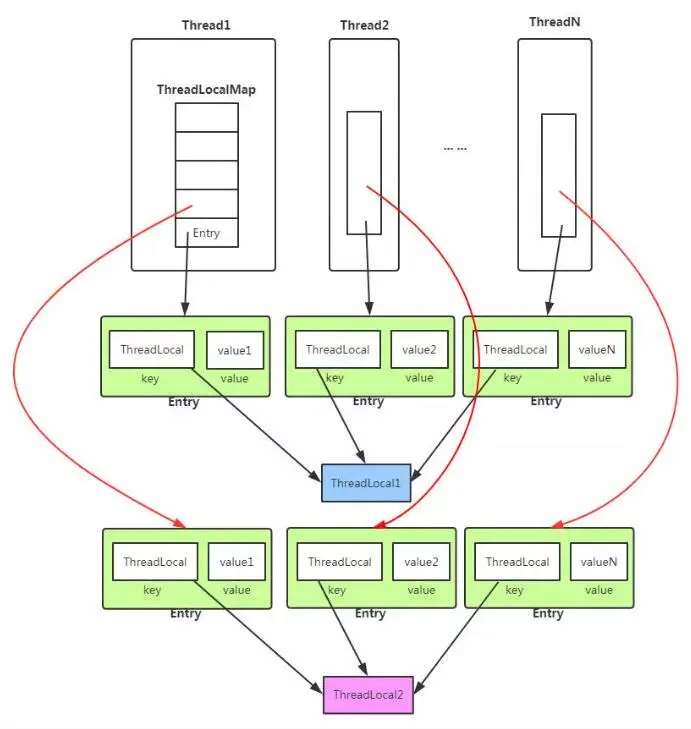 Thread1
Thread2
ThreadN
ThreadLocalMap
... ...
Entry
ThreadLocal
value1
key
value
Entry
ThreadLocal
value2
key
value
Entry
ThreadLocal
valueN
key
value
Entry
ThreadLocal1
ThreadLocal
value1
key
value
Entry
ThreadLocal
value2
key
value
Entry
ThreadLocal
valueN
key
value
Entry
ThreadLocal2